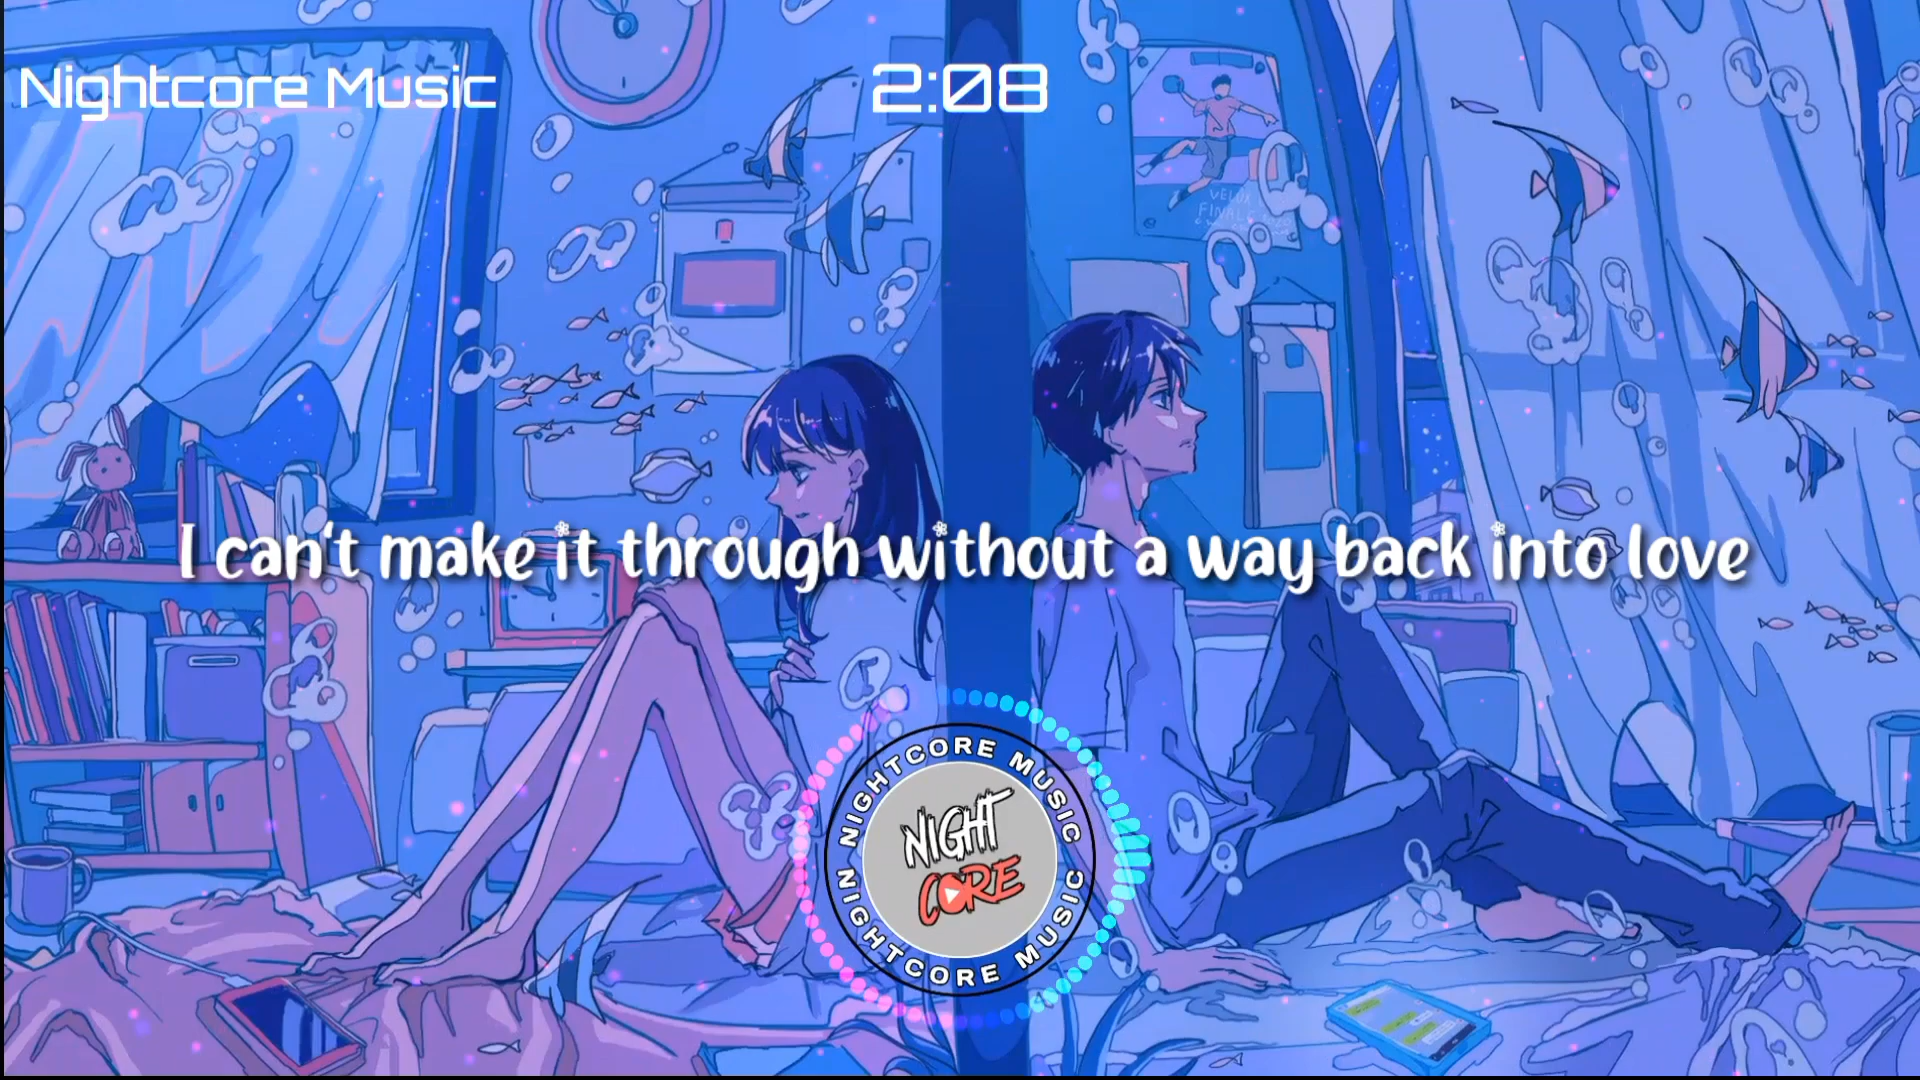 Nightcore Music
2:08
I can't make it through without a way back into love
NIGHTCORE MUSIC
NIGHT
CORE
NIGHTCORE MUSIC